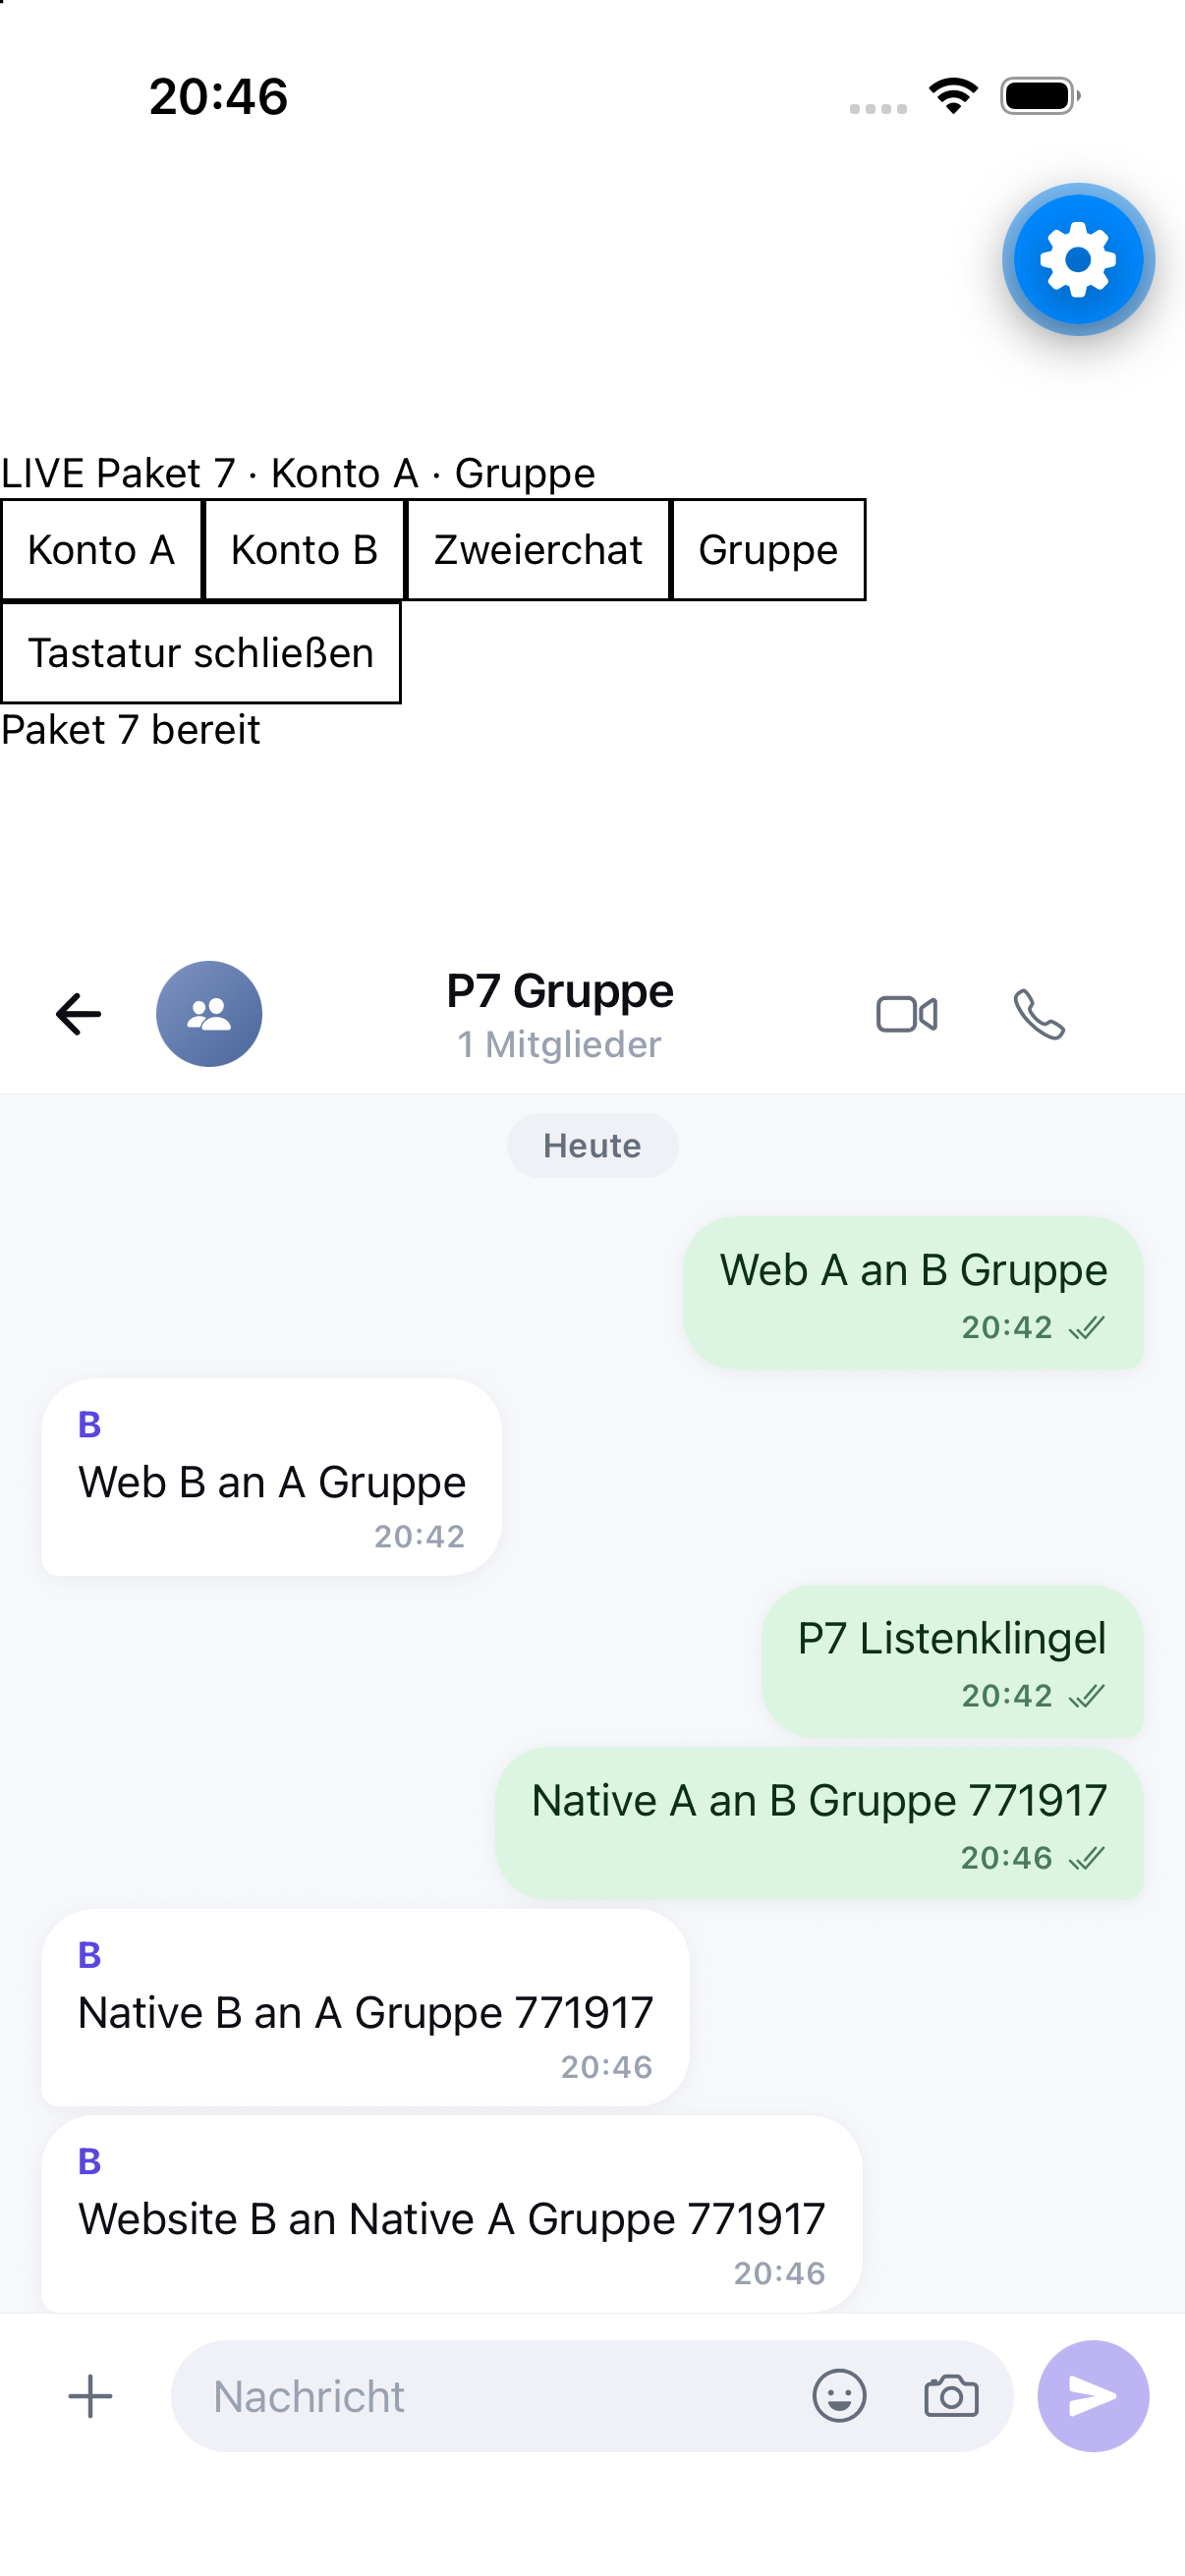 20:46
LIVE Paket 7 · Konto A · Gruppe
Konto A Konto B Zweierchat Gruppe
Tastatur schließen
Paket 7 bereit
P7 Gruppe
1 Mitglieder
Heute
Web A an B Gruppe
20:42
B
Web B an A Gruppe
20:42
P7 Listenklingel
20:42
Native A an B Gruppe 771917
20:46
B
Native B an A Gruppe 771917
20:46
B
Website B an Native A Gruppe 771917
20:46
Nachricht